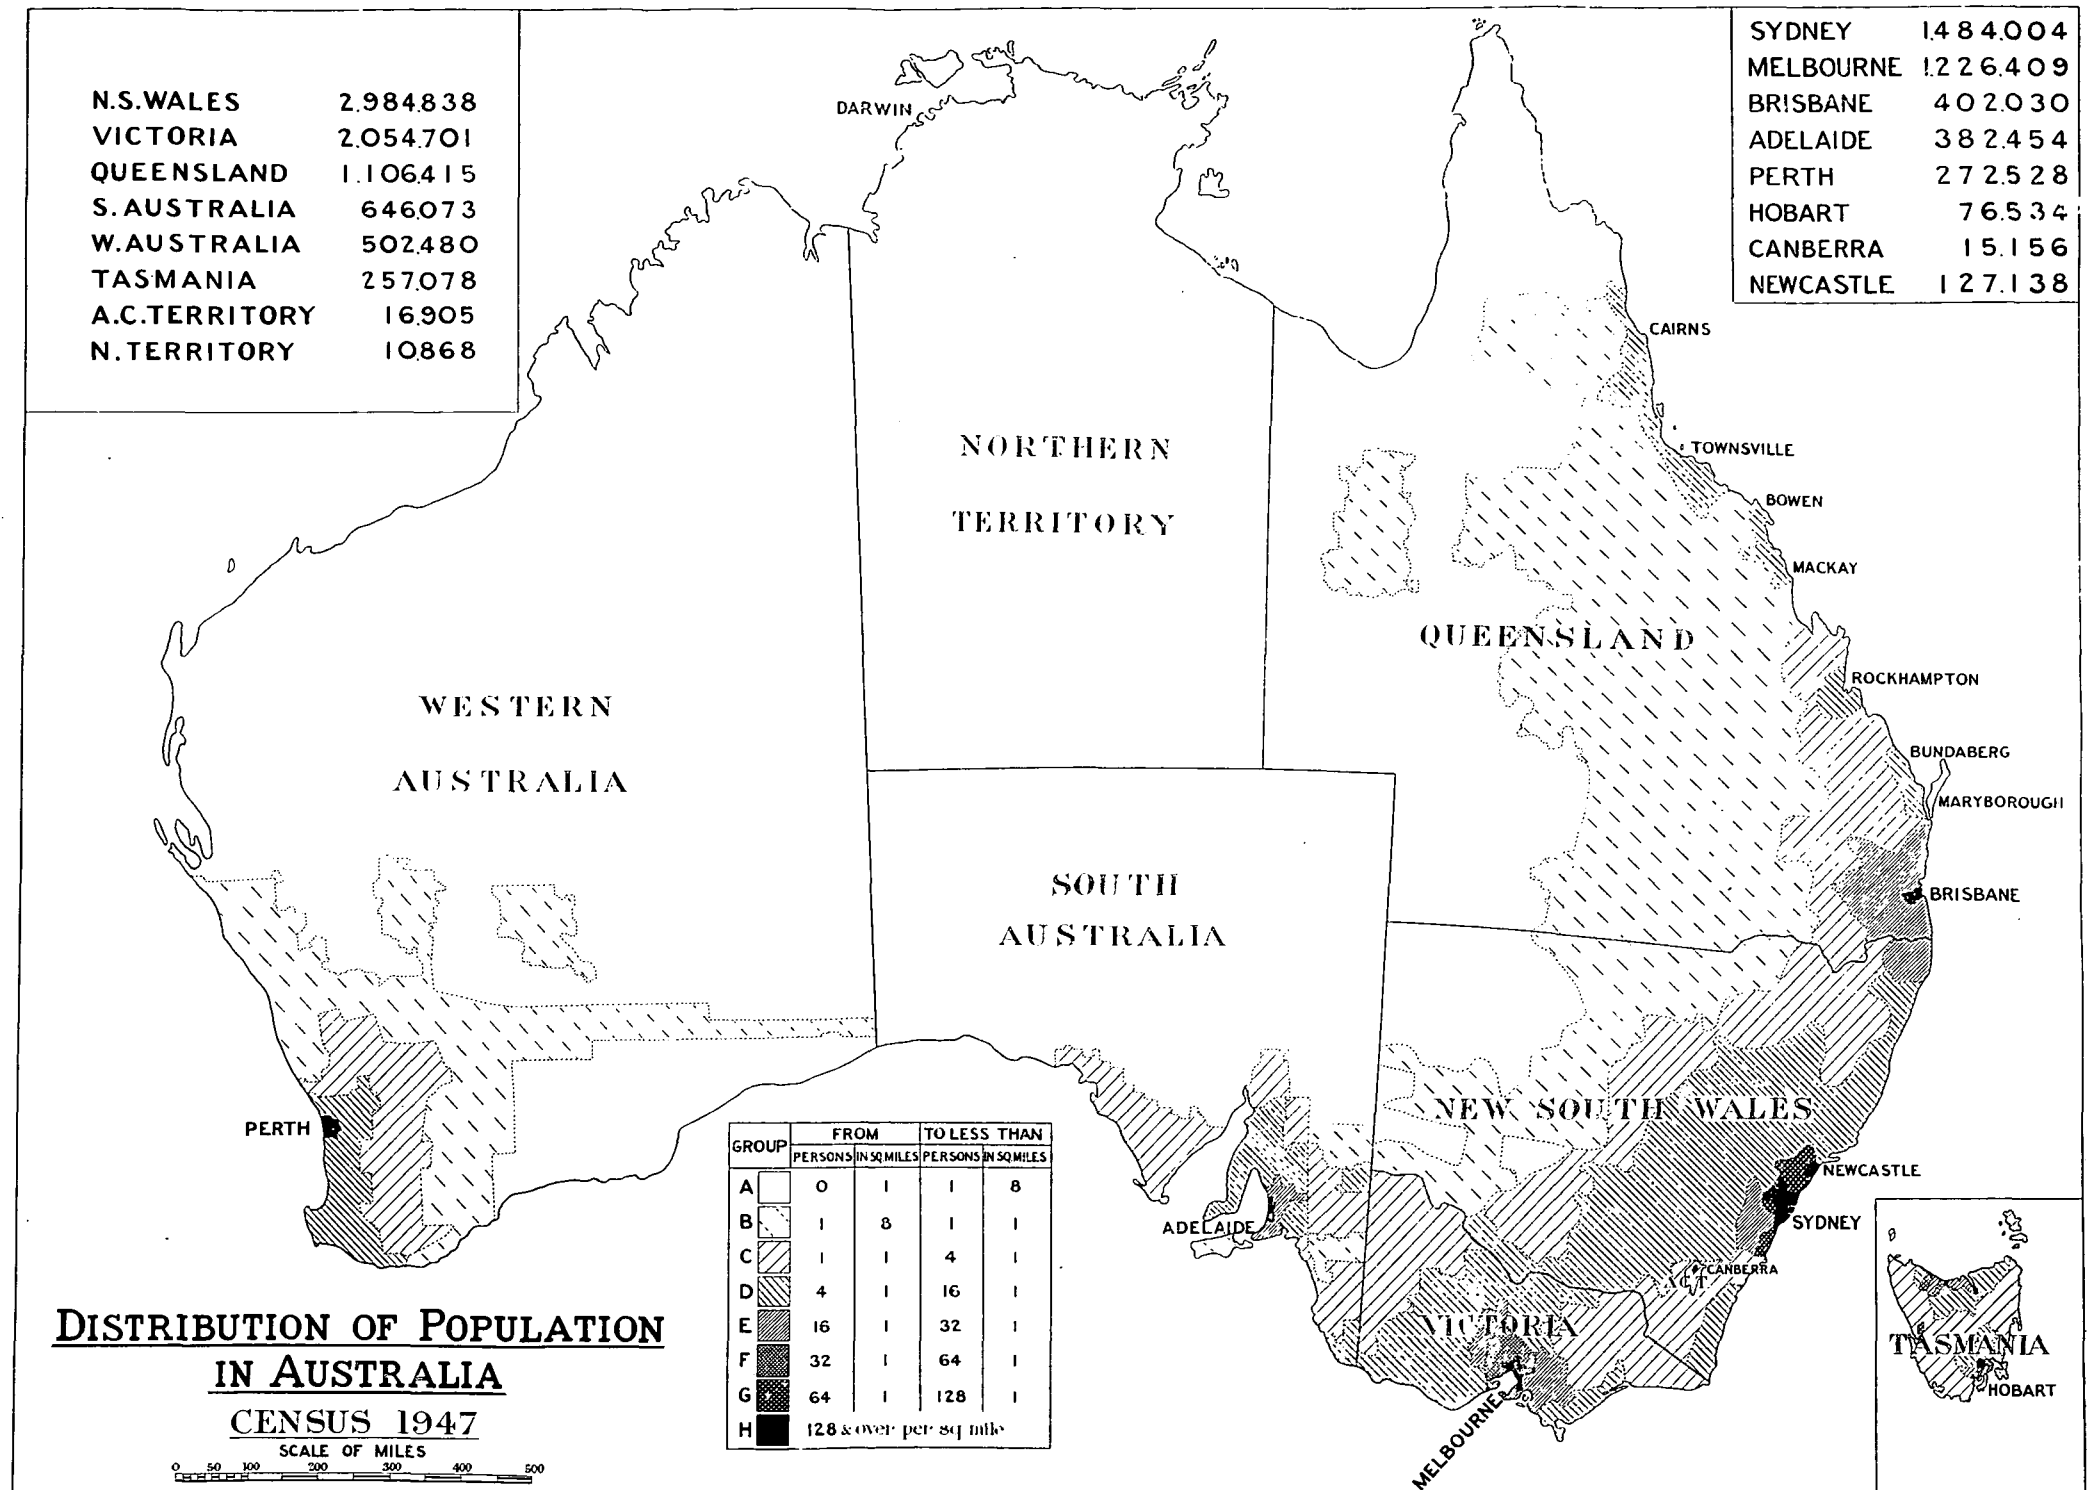 N.S.WALES 2.984.838
VICTORIA 2.054.701
QUEENSLAND 1.106.415
S.AUSTRALIA 646.073
W.AUSTRALIA 502.480
TASMANIA 257.078
A.C.TERRITORY 16.905
N.TERRITORY 10.868
SYDNEY 1.484.004
MELBOURNE 1.226.409
BRISBANE 402.030
ADELAIDE 382.454
PERTH 272.528
HOBART 76.534
CANBERRA 15.156
NEWCASTLE 127.138
DARWIN
CAIRNS
TOWNSVILLE
BOWEN
MACKAY
ROCKHAMPTON
BUNDABERG
MARYBOROUGH
BRISBANE
NORTHERN
TERRITORY
QUEENSLAND
WESTERN
AUSTRALIA
SOUTH
AUSTRALIA
NEW SOUTH WALES
PERTH
NEWCASTLE
SYDNEY
ADELAIDE
CANBERRA
A.C.T.
VICTORIA
MELBOURNE
TASMANIA
HOBART
GROUP FROM TO LESS THAN
PERSONS IN SQ.MILES PERSONS IN SQ.MILES
A 0 1 1 8
B 1 8 1 1
C 1 1 4 1
D 4 1 16 1
E 16 1 32 1
F 32 1 64 1
G 64 1 128 1
H 128 & over per sq mile
DISTRIBUTION OF POPULATION
IN AUSTRALIA
CENSUS 1947
SCALE OF MILES
0 50 100 200 300 400 500